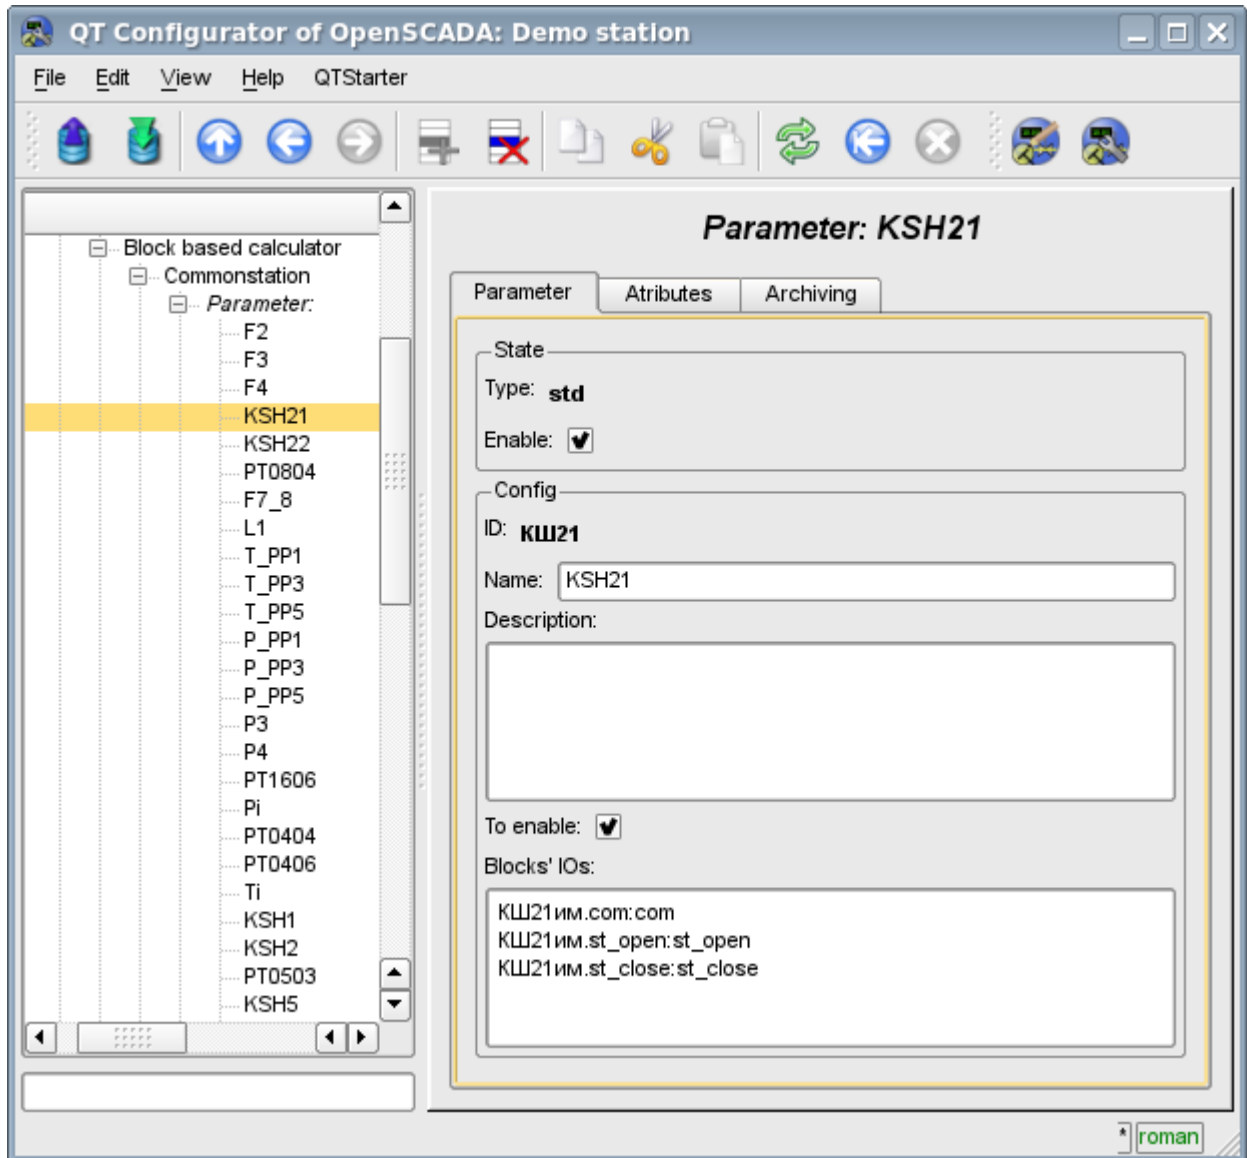 QT Configurator of OpenSCADA: Demo station
File Edit View Help QTStarter
Block based calculator
Commonstation
Parameter:
F2
F3
F4
KSH21
KSH22
PT0804
F7_8
L1
T_PP1
T_PP3
T_PP5
P_PP1
P_PP3
P_PP5
P3
P4
PT1606
Pi
PT0404
PT0406
Ti
KSH1
KSH2
PT0503
KSH5
Parameter: KSH21
Parameter Atributes Archiving
State
Type: std
Enable:
Config
ID: КШ21
Name: KSH21
Description:
To enable:
Blocks' IOs:
КШ21им.com:com
КШ21им.st_open:st_open
КШ21им.st_close:st_close
* roman